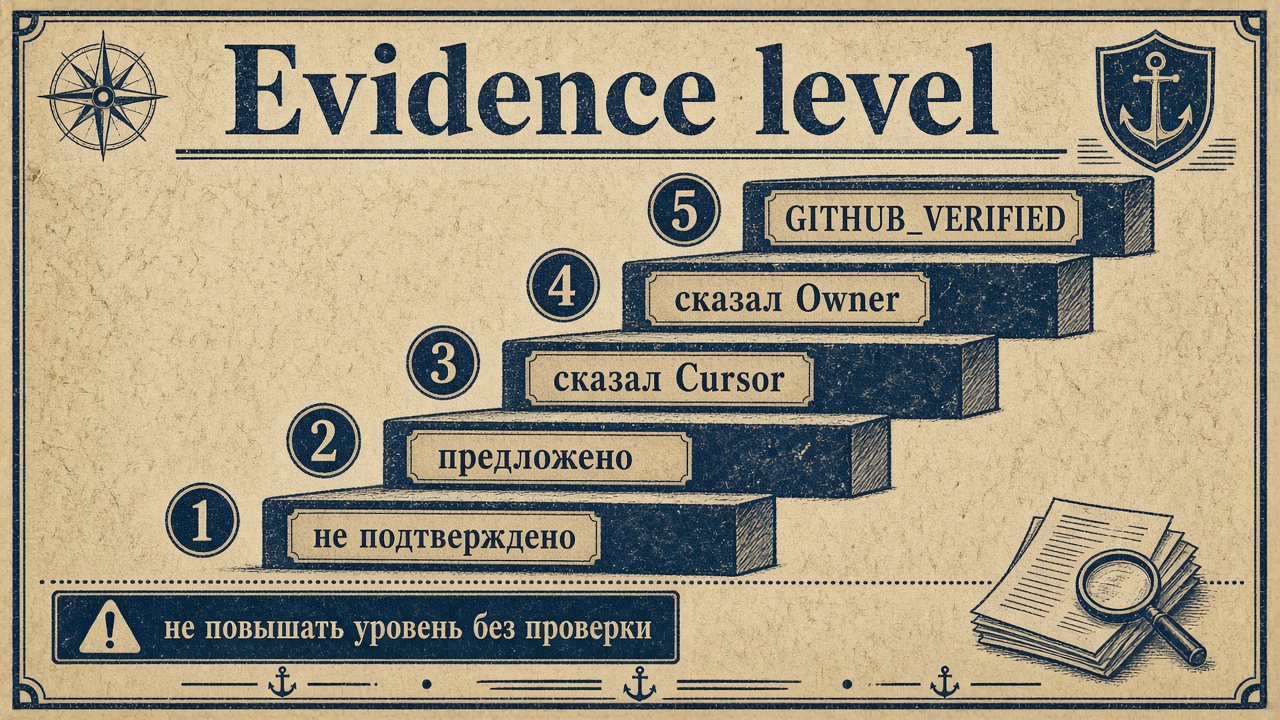 Evidence level
5
GITHUB_VERIFIED
4
сказал Owner
3
сказал Cursor
2
предложено
1
не подтверждено
не повышать уровень без проверки